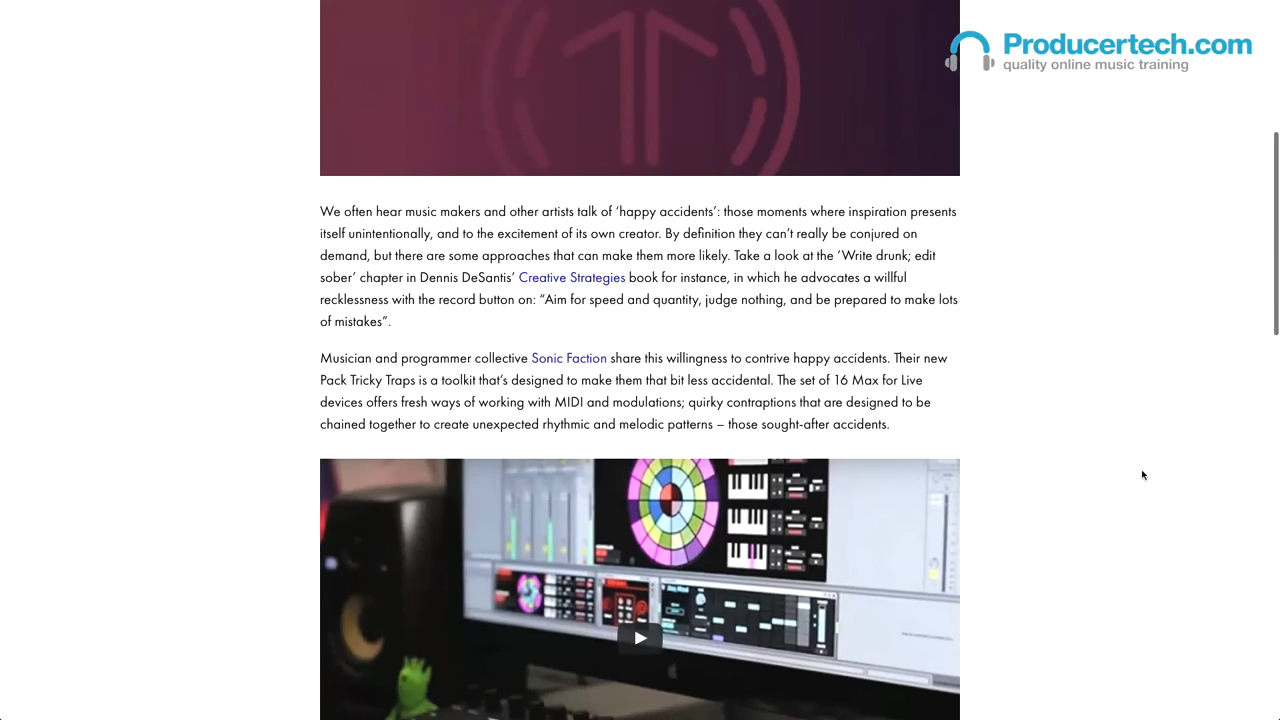 Producertech.com
quality online music training
We often hear music makers and other artists talk of ‘happy accidents’: those moments where inspiration presents
itself unintentionally, and to the excitement of its own creator. By definition they can’t really be conjured on
demand, but there are some approaches that can make them more likely. Take a look at the ‘Write drunk; edit
sober’ chapter in Dennis DeSantis’ Creative Strategies book for instance, in which he advocates a willful
recklessness with the record button on: “Aim for speed and quantity, judge nothing, and be prepared to make lots
of mistakes”.
Musician and programmer collective Sonic Faction share this willingness to contrive happy accidents. Their new
Pack Tricky Traps is a toolkit that’s designed to make them that bit less accidental. The set of 16 Max for Live
devices offers fresh ways of working with MIDI and modulations; quirky contraptions that are designed to be
chained together to create unexpected rhythmic and melodic patterns – those sought-after accidents.